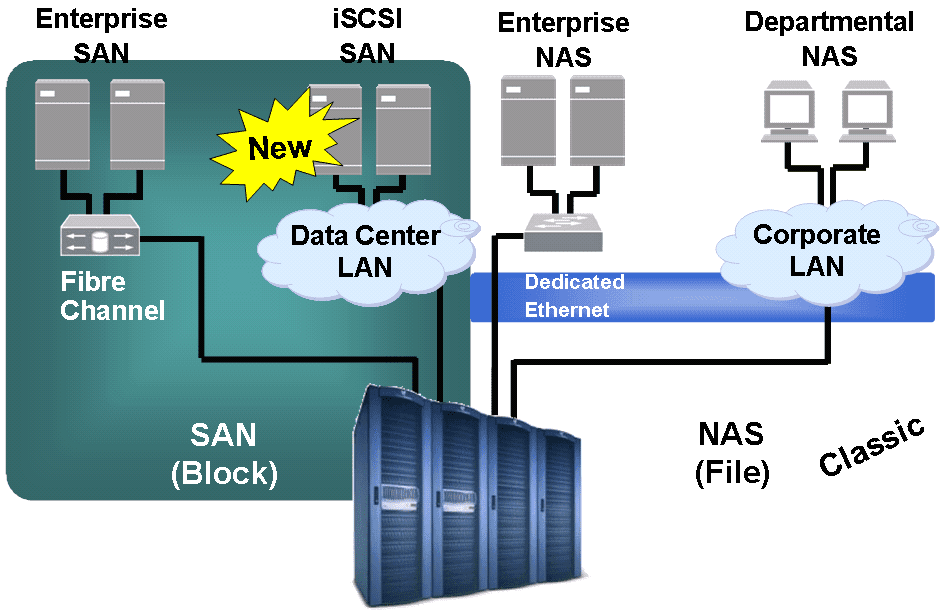 Enterprise
SAN
iSCSI
SAN
Enterprise
NAS
Departmental
NAS
New
Data Center
LAN
Corporate
LAN
Fibre
Channel
Dedicated
Ethernet
SAN
(Block)
NAS
(File)
Classic